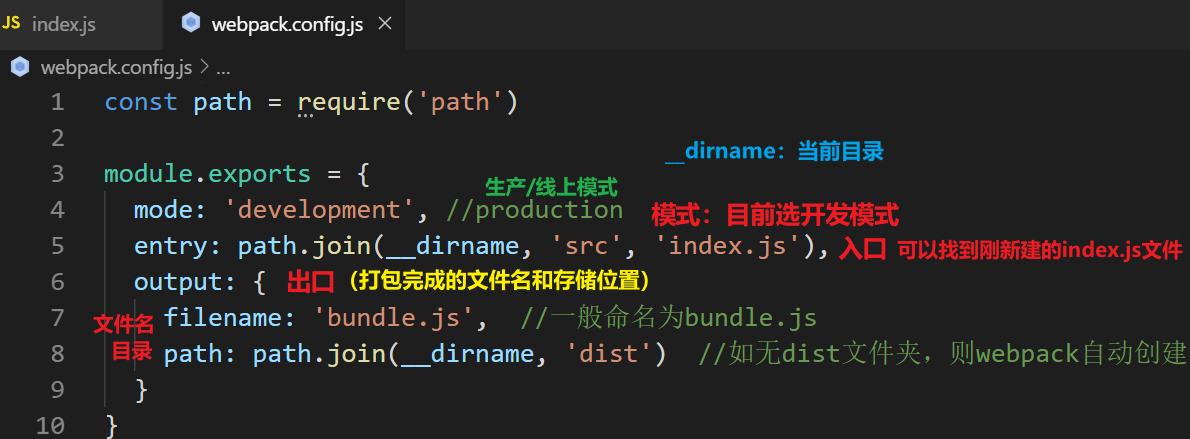 JS index.js webpack.config.js ×
webpack.config.js > ...
1 const path = require('path')
2
__dirname：当前目录
3 module.exports = {
生产/线上模式
4 mode: 'development', //production 模式：目前选开发模式
5 entry: path.join(__dirname, 'src', 'index.js'), 入口 可以找到刚新建的index.js文件
6 output: { 出口（打包完成的文件名和存储位置）
7 文件名 filename: 'bundle.js', //一般命名为bundle.js
8 目录 path: path.join(__dirname, 'dist') //如无dist文件夹，则webpack自动创建
9 }
10 }